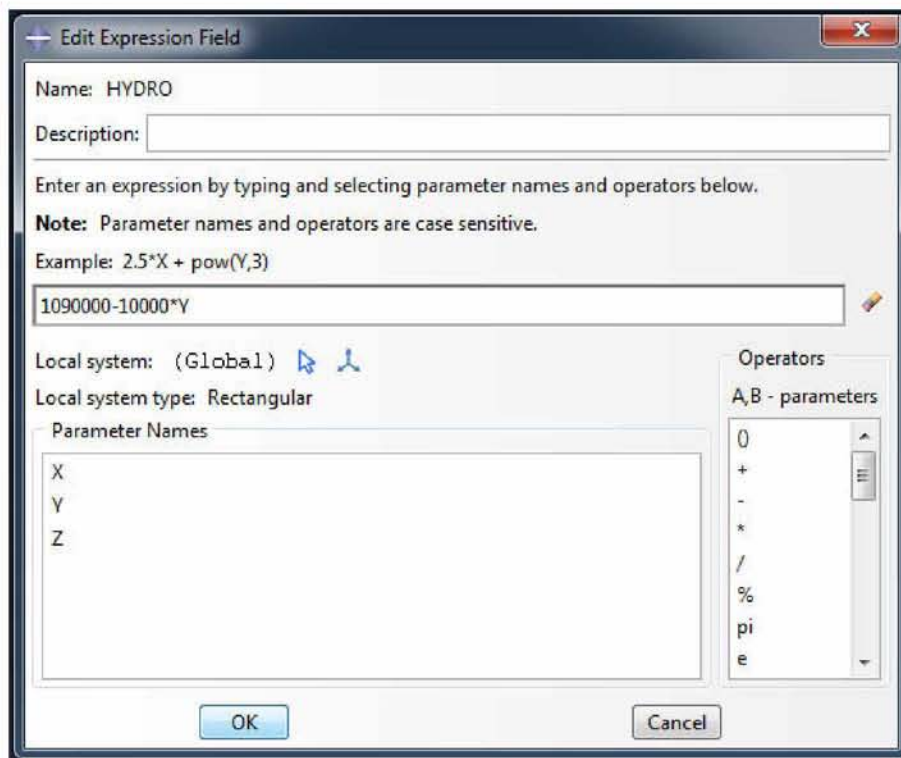 Edit Expression Field
Name: HYDRO
Description:
Enter an expression by typing and selecting parameter names and operators below.
Note: Parameter names and operators are case sensitive.
Example: 2.5*X + pow(Y,3)
1090000-10000*Y
Local system: (Global)
Local system type: Rectangular
Parameter Names
X
Y
Z
Operators
A,B - parameters
()
+
-
*
/
%
pi
e
OK
Cancel